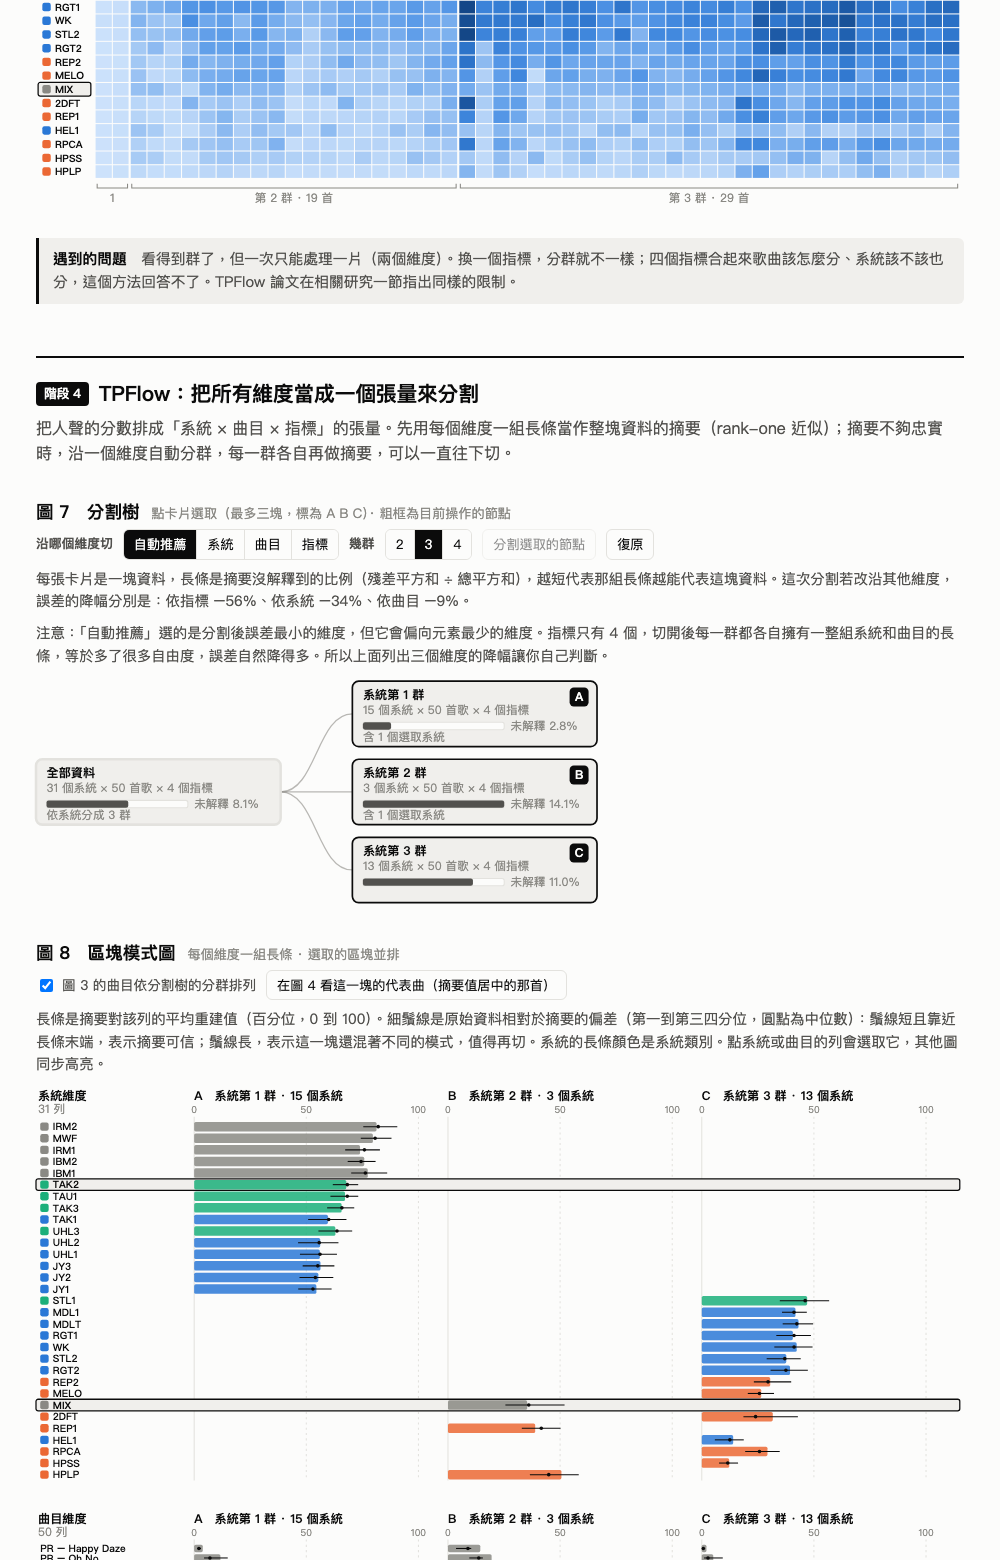 RGT1
WK
STL2
RGT2
REP2
MELO
MIX
2DFT
REP1
HEL1
RPCA
HPSS
HPLP
1 第 2 群 · 19 首 第 3 群 · 29 首
遇到的問題 看得到群了，但一次只能處理一片（兩個維度）。換一個指標，分群就不一樣；四個指標合起來歌曲該怎麼分、系統該不該也
分，這個方法回答不了。TPFlow 論文在相關研究一節指出同樣的限制。
階段 4 TPFlow：把所有維度當成一個張量來分割
把人聲的分數排成「系統 × 曲目 × 指標」的張量。先用每個維度一組長條當作整塊資料的摘要（rank–one 近似）；摘要不夠忠實
時，沿一個維度自動分群，每一群各自再做摘要，可以一直往下切。
圖 7 分割樹 點卡片選取（最多三塊，標為 A B C）· 粗框為目前操作的節點
沿哪個維度切 自動推薦 系統 曲目 指標 幾群 2 3 4 分割選取的節點 復原
每張卡片是一塊資料，長條是摘要沒解釋到的比例（殘差平方和 ÷ 總平方和），越短代表那組長條越能代表這塊資料。這次分割若改沿其他維度，
誤差的降幅分別是：依指標 −56%、依系統 −34%、依曲目 −9%。
注意：「自動推薦」選的是分割後誤差最小的維度，但它會偏向元素最少的維度。指標只有 4 個，切開後每一群都各自擁有一整組系統和曲目的長
條，等於多了很多自由度，誤差自然降得多。所以上面列出三個維度的降幅讓你自己判斷。
系統第 1 群 A
15 個系統 × 50 首歌 × 4 個指標
未解釋 2.8%
含 1 個選取系統
全部資料
31 個系統 × 50 首歌 × 4 個指標
未解釋 8.1%
依系統分成 3 群
系統第 2 群 B
3 個系統 × 50 首歌 × 4 個指標
未解釋 14.1%
含 1 個選取系統
系統第 3 群 C
13 個系統 × 50 首歌 × 4 個指標
未解釋 11.0%
圖 8 區塊模式圖 每個維度一組長條 · 選取的區塊並排
圖 3 的曲目依分割樹的分群排列 在圖 4 看這一塊的代表曲（摘要值居中的那首）
長條是摘要對該列的平均重建值（百分位，0 到 100）。細鬚線是原始資料相對於摘要的偏差（第一到第三四分位，圓點為中位數）：鬚線短且靠近
長條末端，表示摘要可信；鬚線長，表示這一塊還混著不同的模式，值得再切。系統的長條顏色是系統類別。點系統或曲目的列會選取它，其他圖
同步高亮。
系統維度 A 系統第 1 群 · 15 個系統 B 系統第 2 群 · 3 個系統 C 系統第 3 群 · 13 個系統
31 列 0 50 100 0 50 100 0 50 100
IRM2
MWF
IRM1
IBM2
IBM1
TAK2
TAU1
TAK3
TAK1
UHL3
UHL2
UHL1
JY3
JY2
JY1
STL1
MDL1
MDLT
RGT1
WK
STL2
RGT2
REP2
MELO
MIX
2DFT
REP1
HEL1
RPCA
HPSS
HPLP
曲目維度 A 系統第 1 群 · 15 個系統 B 系統第 2 群 · 3 個系統 C 系統第 3 群 · 13 個系統
50 列 0 50 100 0 50 100 0 50 100
PR — Happy Daze
PR — Oh No